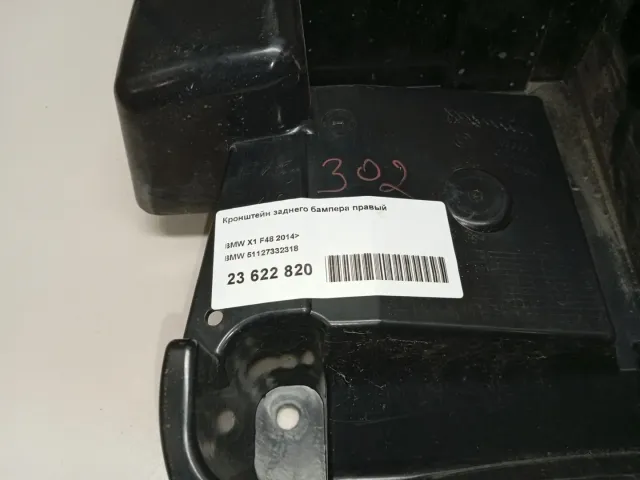 302
Кронштейн заднего бампера правый
BMW X1 F48 2014>
BMW 51127332318
23 622 820